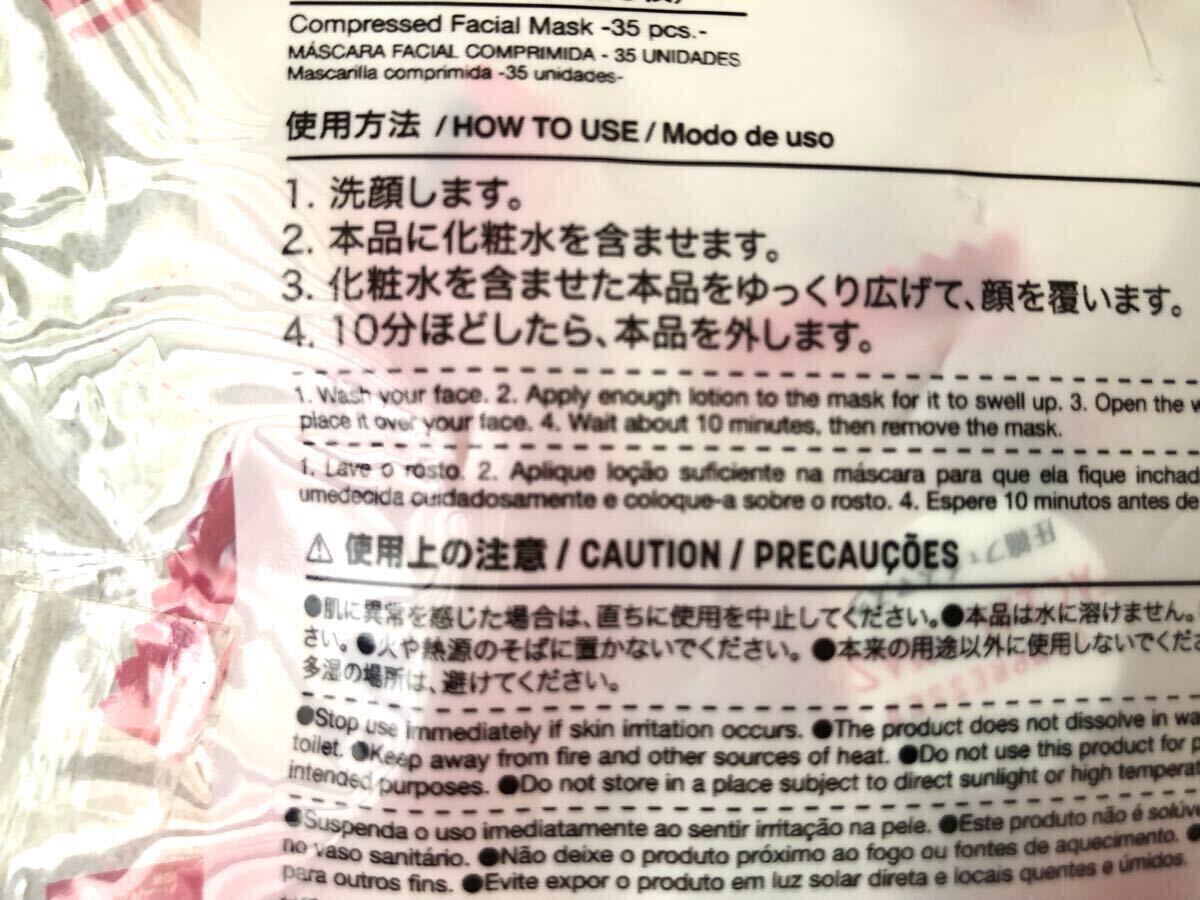 Compressed Facial Mask -35 pcs.-
MÁSCARA FACIAL COMPRIMIDA - 35 UNIDADES
Mascarilla comprimida -35 unidades-
使用方法 / HOW TO USE / Modo de uso
1. 洗顔します。
2. 本品に化粧水を含ませます。
3. 化粧水を含ませた本品をゆっくり広げて、顔を覆います。
4. 10分ほどしたら、本品を外します。
1. Wash your face. 2. Apply enough lotion to the mask for it to swell up. 3. Open the
place it over your face. 4. Wait about 10 minutes, then remove the mask.
1. Lave o rosto. 2. Aplique loção suficiente na máscara para que ela fique
umedecida cuidadosamente e coloque-a sobre o rosto. 4. Espere 10 minutos antes de
⚠ 使用上の注意 / CAUTION / PRECAUÇÕES
●肌に異常を感じた場合は、直ちに使用を中止してください。●本品は水に溶けません。
さい。●火や熱源のそばに置かないでください。●本来の用途以外に使用しないでくだ
多湿の場所は、避けてください。
●Stop use immediately if skin irritation occurs. ●The product does not dissolve in
toilet. ●Keep away from fire and other sources of heat. ●Do not use this product for
intended purposes. ●Do not store in a place subject to direct sunlight or high
●Suspenda o uso imediatamente ao sentir irritação na pele. ●Este produto não é
no vaso sanitário. ●Não deixe o produto próximo ao fogo ou fontes de aquecimento. ●
para outros fins. ●Evite expor o produto em luz solar direta e locais quentes e úmidos.